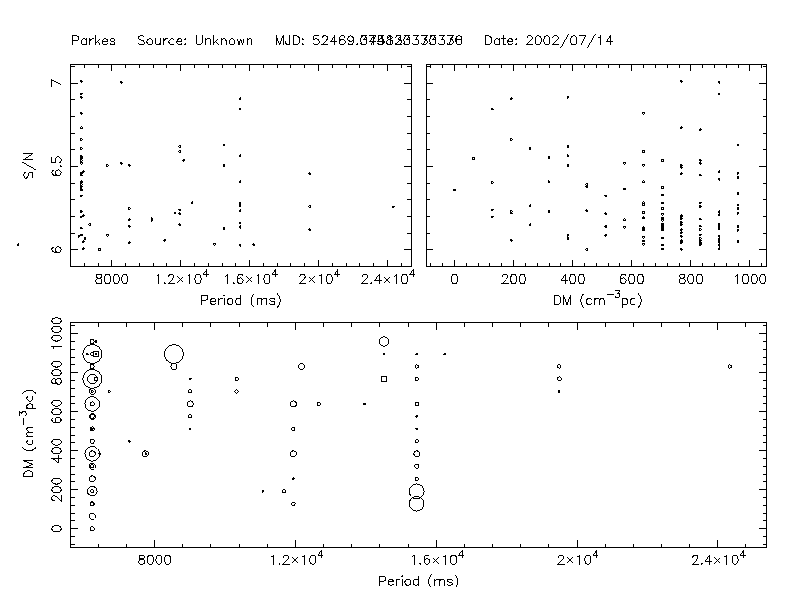 Parkes Source: Unknown MJD: Date: 2002/07/14
7
6.5
6
S/N
8000 1.2×10⁴ 1.6×10⁴ 2×10⁴ 2.4×10⁴
Period (ms)
0 200 400 600 800 1000
DM (cm⁻³pc)
1000
800
600
400
200
0
DM (cm⁻³pc)
8000 1.2×10⁴ 1.6×10⁴ 2×10⁴ 2.4×10⁴
Period (ms)